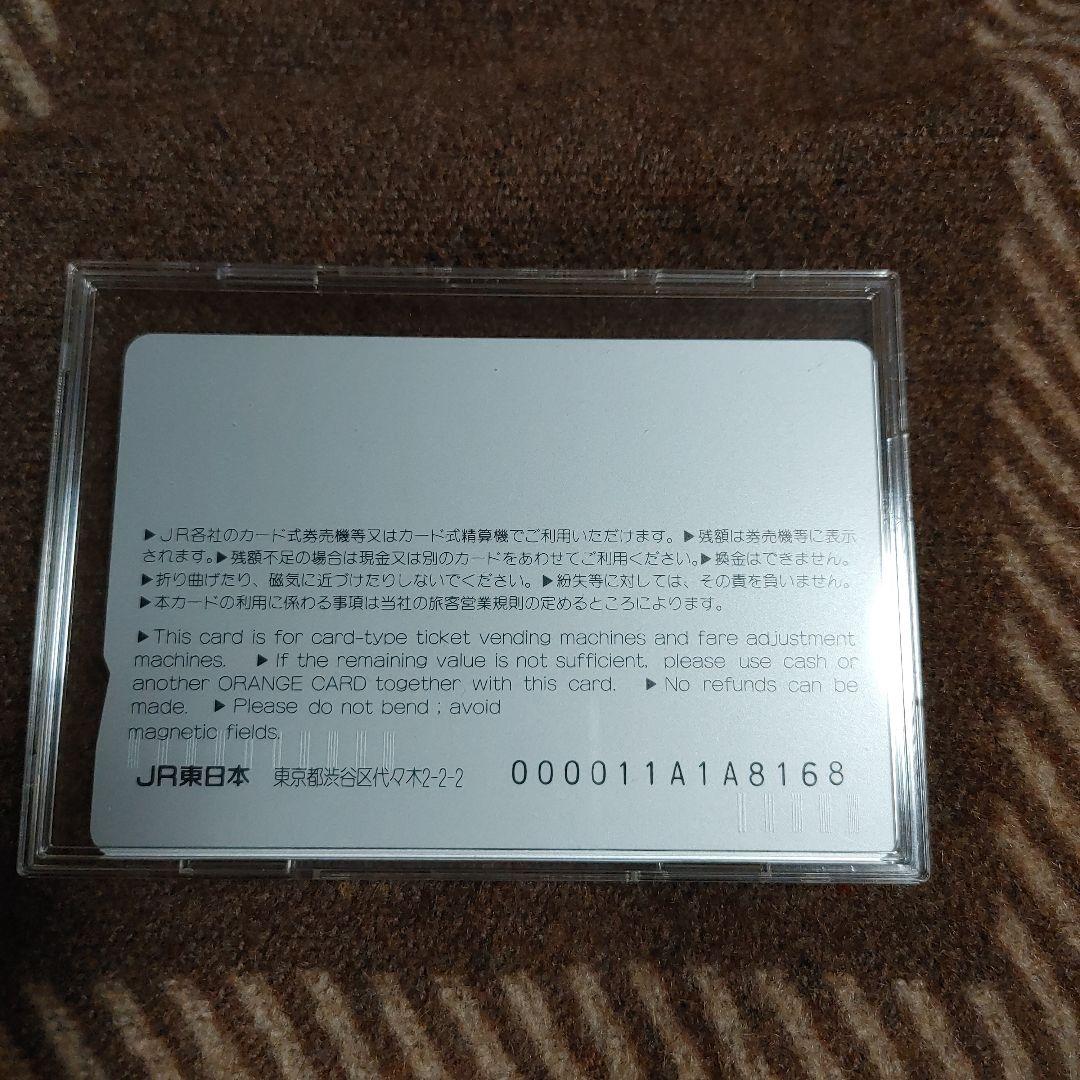 ▶JR各社のカード式券売機等又はカード式精算機でご利用いただけます。▶残額は券売機等に表示
されます。▶残額不足の場合は現金又は別のカードをあわせてご利用ください。▶換金はできません。
▶折り曲げたり、磁気に近づけたりしないでください。▶紛失等に対しては、その責を負いません。
▶本カードの利用に係わる事項は当社の旅客営業規則の定めるところによります。
▶This card is for card-type ticket vending machines and fare adjustment
machines. ▶If the remaining value is not sufficient, please use cash or
another ORANGE CARD together with this card. ▶No refunds can be
made. ▶Please do not bend ; avoid
magnetic fields.
JR東日本 東京都渋谷区代々木2-2-2 000011A1A8168